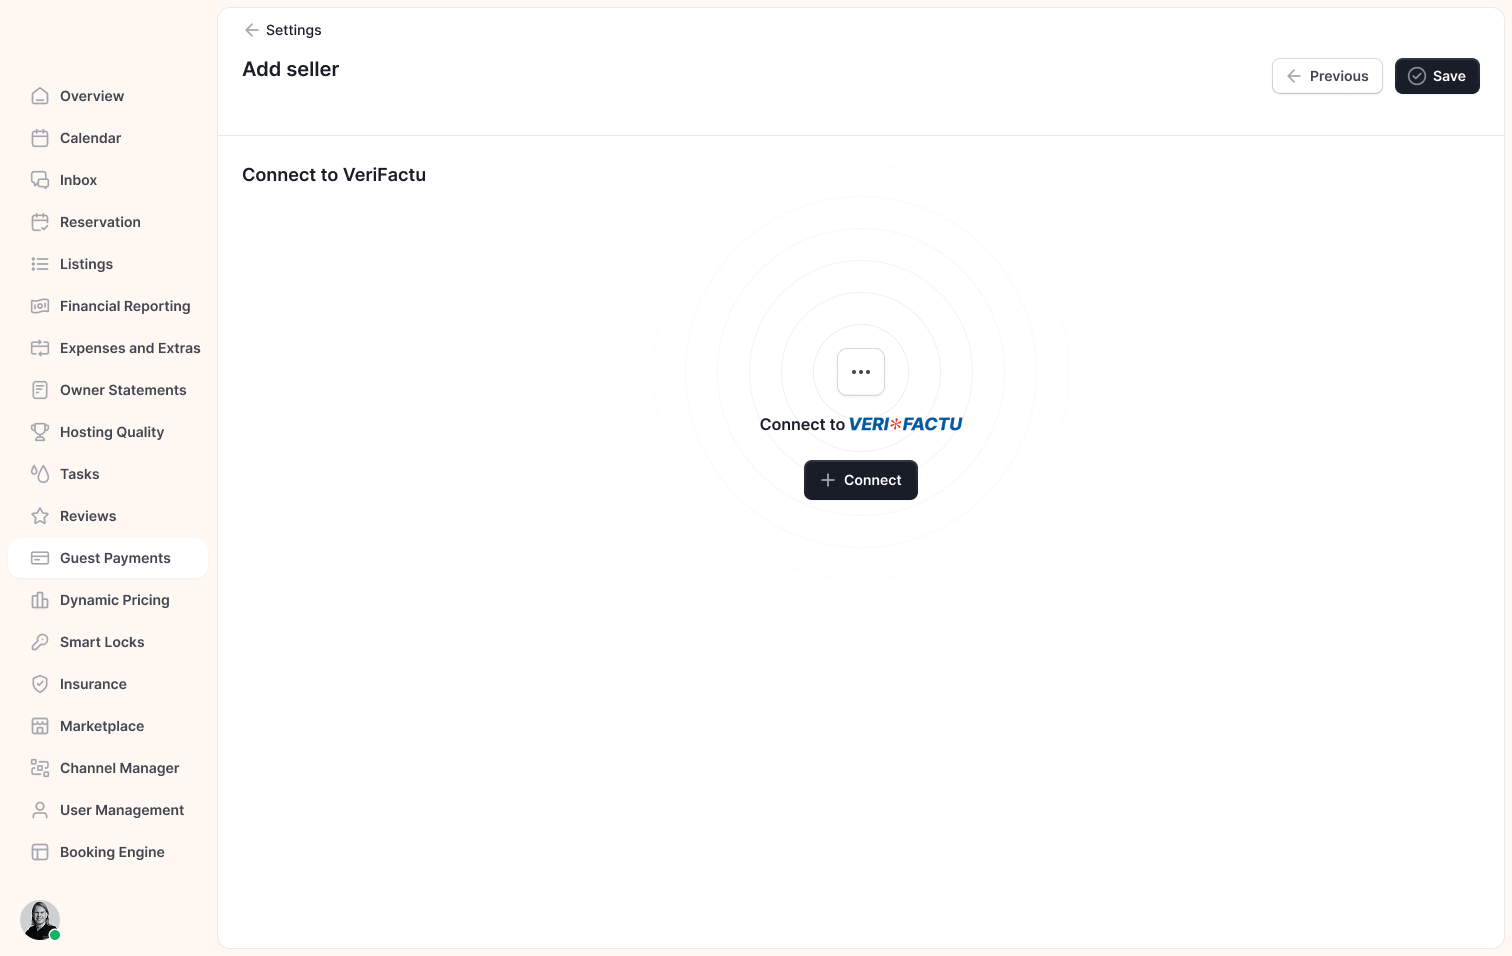 Settings
Add seller
Previous
Save
Overview
Calendar
Inbox
Reservation
Listings
Financial Reporting
Expenses and Extras
Owner Statements
Hosting Quality
Tasks
Reviews
Guest Payments
Dynamic Pricing
Smart Locks
Insurance
Marketplace
Channel Manager
User Management
Booking Engine
Connect to VeriFactu
Connect to VERI*FACTU
Connect